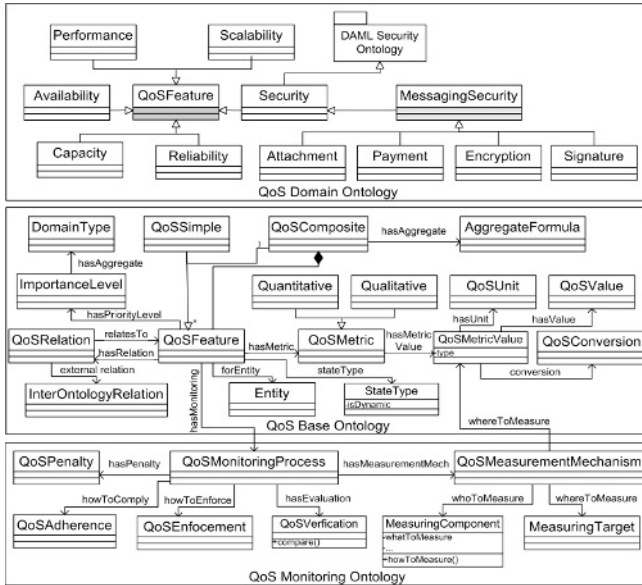 Performance
Scalability
DAML Security
Ontology
Availability
QoSFeature
Security
MessagingSecurity
Capacity
Reliability
Attachment
Payment
Encryption
Signature
QoS Domain Ontology
DomainType
QoSSimple
QoSComposite
hasAggregate
AggregateFormula
hasAggregate
1
ImportanceLevel
Quantitative
Qualitative
QoSUnit
QoSValue
hasPriorityLevel
*
hasUnit
hasValue
QoSRelation
relatesTo
QoSFeature
hasMetric
QoSMetric
hasMetric
Value
QoSMetricValue
-type
QoSConversion
hasRelation
external relation
forEntity
stateType
conversion
InterOntologyRelation
hasMonitoring
Entity
StateType
-isDynamic
QoS Base Ontology
whereToMeasure
QoSPenalty
hasPenalty
QoSMonitoringProcess
hasMeasurementMech
QoSMeasurementMechanism
howToComply
howToEnforce
hasEvaluation
whoToMeasure
whereToMeasure
QoSAdherence
QoSEnfocement
QoSVerfication
+compare()
MeasuringComponent
-whatToMeasure
-...
+howToMeasure()
MeasuringTarget
QoS Monitoring Ontology